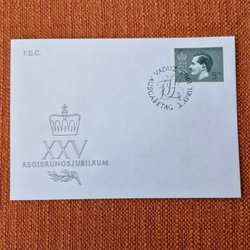 F.D.C.
VADUZ
AUSGABETAG 3. APRIL
5
XXV
REGIERUNGSJUBILÄUM